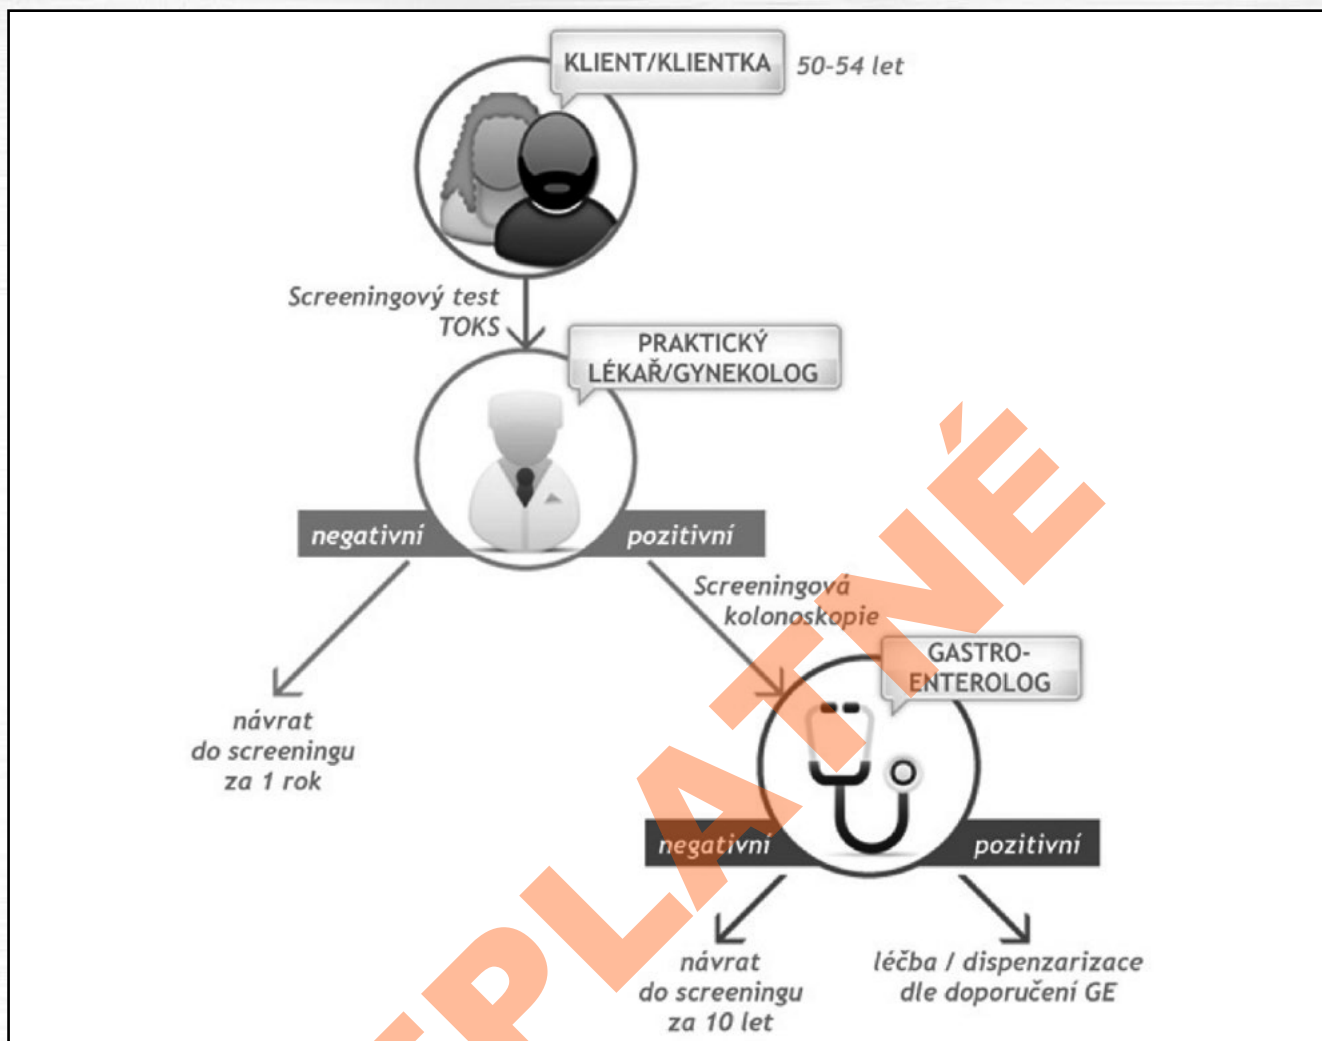 KLIENT/KLIENTKA
50-54 let
Screeningový test
TOKS
PRAKTICKÝ
LÉKAŘ/GYNEKOLOG
negativní
pozitivní
Screeningová
kolonoskopie
GASTRO-
ENTEROLOG
návrat
do screeningu
za 1 rok
negativní
pozitivní
návrat
do screeningu
za 10 let
léčba / dispenzarizace
dle doporučení GE
EPLATNÉ